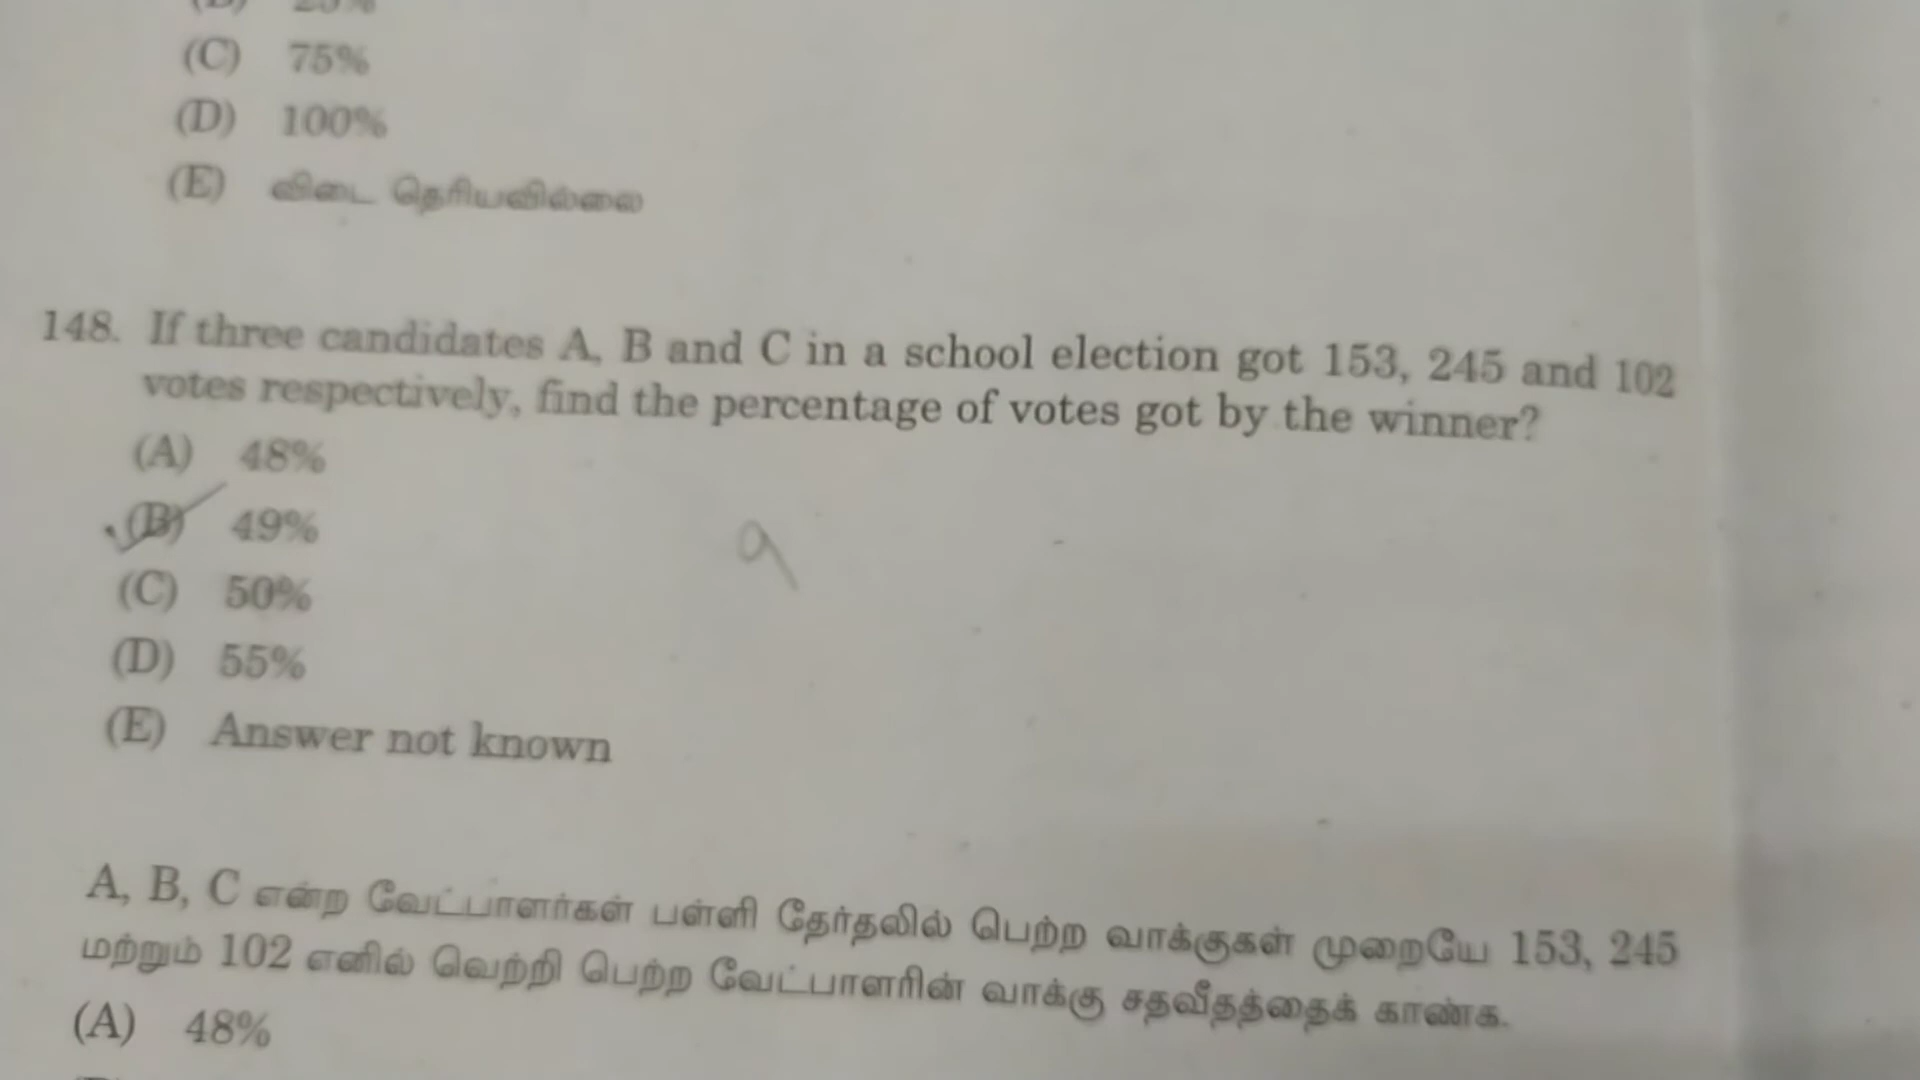 (C) 75%
(D) 100%
(E) விடை தெரியவில்லை
148. If three candidates A, B and C in a school election got 153, 245 and 102
votes respectively, find the percentage of votes got by the winner?
(A) 48%
(B) 49%
(C) 50%
(D) 55%
(E) Answer not known
A, B, C என்ற வேட்பாளர்கள் பள்ளி தேர்தலில் பெற்ற வாக்குகள் முறையே 153, 245
மற்றும் 102 எனில் வெற்றி பெற்ற வேட்பாளரின் வாக்கு சதவீதத்தைக் காண்க.
(A) 48%